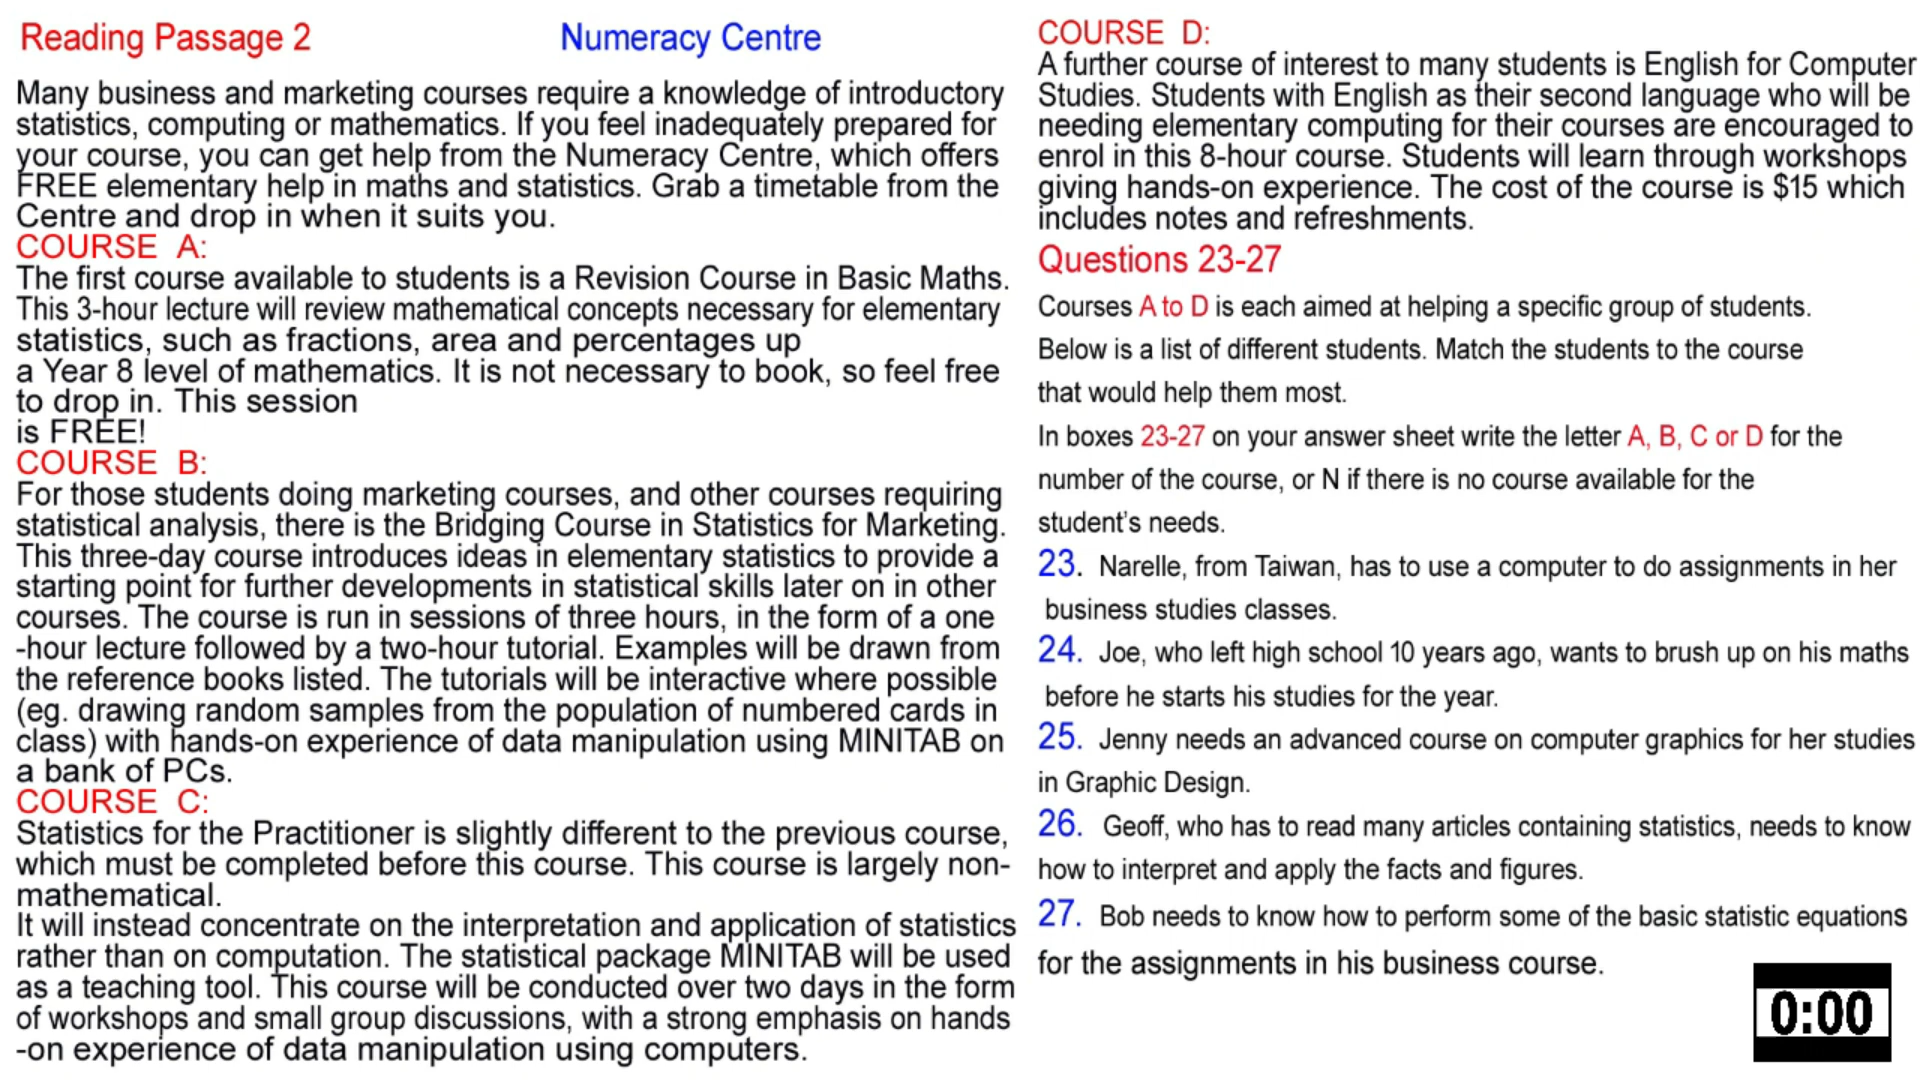 Reading Passage 2
Numeracy Centre
Many business and marketing courses require a knowledge of introductory
statistics, computing or mathematics. If you feel inadequately prepared for
your course, you can get help from the Numeracy Centre, which offers
FREE elementary help in maths and statistics. Grab a timetable from the
Centre and drop in when it suits you.
COURSE A:
The first course available to students is a Revision Course in Basic Maths.
This 3-hour lecture will review mathematical concepts necessary for elementary
statistics, such as fractions, area and percentages up
a Year 8 level of mathematics. It is not necessary to book, so feel free
to drop in. This session
is FREE!
COURSE B:
For those students doing marketing courses, and other courses requiring
statistical analysis, there is the Bridging Course in Statistics for Marketing.
This three-day course introduces ideas in elementary statistics to provide a
starting point for further developments in statistical skills later on in other
courses. The course is run in sessions of three hours, in the form of a one
-hour lecture followed by a two-hour tutorial. Examples will be drawn from
the reference books listed. The tutorials will be interactive where possible
(eg. drawing random samples from the population of numbered cards in
class) with hands-on experience of data manipulation using MINITAB on
a bank of PCs.
COURSE C:
Statistics for the Practitioner is slightly different to the previous course,
which must be completed before this course. This course is largely non-
mathematical.
It will instead concentrate on the interpretation and application of statistics
rather than on computation. The statistical package MINITAB will be used
as a teaching tool. This course will be conducted over two days in the form
of workshops and small group discussions, with a strong emphasis on hands
-on experience of data manipulation using computers.
COURSE D:
A further course of interest to many students is English for Computer
Studies. Students with English as their second language who will be
needing elementary computing for their courses are encouraged to
enrol in this 8-hour course. Students will learn through workshops
giving hands-on experience. The cost of the course is $15 which
includes notes and refreshments.
Questions 23-27
Courses A to D is each aimed at helping a specific group of students.
Below is a list of different students. Match the students to the course
that would help them most.
In boxes 23-27 on your answer sheet write the letter A, B, C or D for the
number of the course, or N if there is no course available for the
student's needs.
23. Narelle, from Taiwan, has to use a computer to do assignments in her
business studies classes.
24. Joe, who left high school 10 years ago, wants to brush up on his maths
before he starts his studies for the year.
25. Jenny needs an advanced course on computer graphics for her studies
in Graphic Design.
26. Geoff, who has to read many articles containing statistics, needs to know
how to interpret and apply the facts and figures.
27. Bob needs to know how to perform some of the basic statistic equations
for the assignments in his business course.
0:00